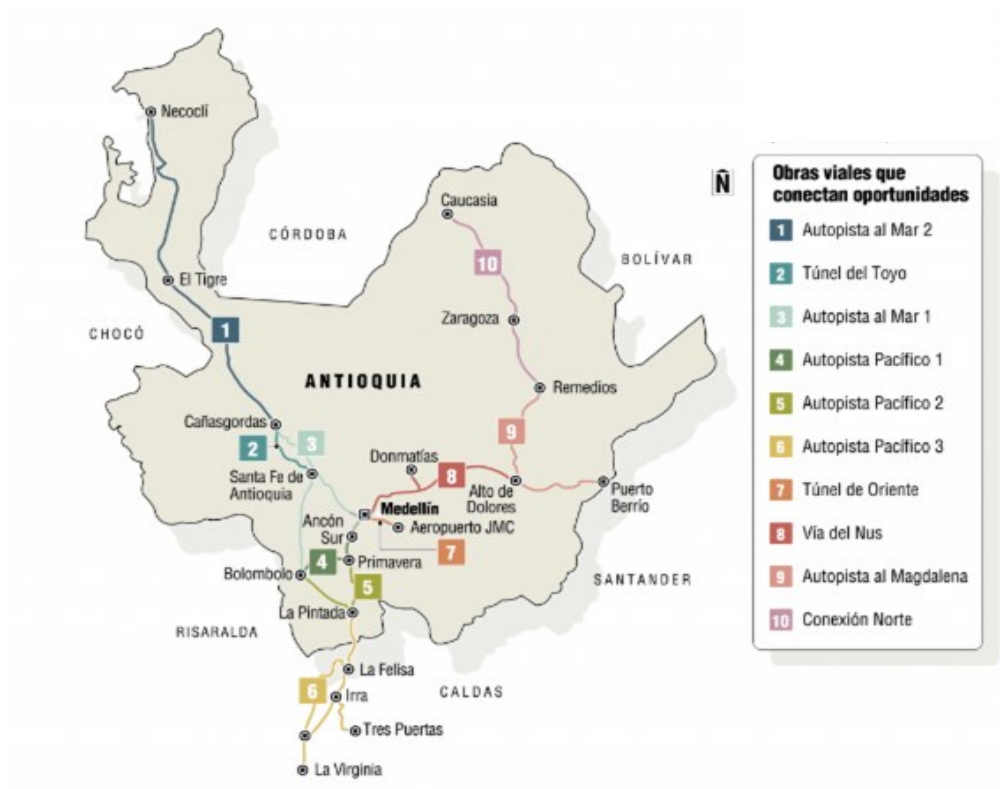 Necoclí
Caucasia
Ñ
CÓRDOBA
10
BOLÍVAR
El Tigre
Zaragoza
CHOCÓ
1
ANTIOQUIA
Remedios
Cañasgordas
2
3
9
Donmatías
Santa Fe de
Antioquia
8
Alto de
Dolores
Puerto
Berrio
Medellín
Ancón
Sur
Aeropuerto JMC
4
Primavera
7
Bolombolo
5
SANTANDER
La Pintada
RISARALDA
La Felisa
6
Irra
CALDAS
Tres Puertas
La Virginia
Obras viales que
conectan oportunidades
1 Autopista al Mar 2
2 Túnel del Toyo
3 Autopista al Mar 1
4 Autopista Pacífico 1
5 Autopista Pacífico 2
6 Autopista Pacífico 3
7 Túnel de Oriente
8 Vía del Nus
9 Autopista al Magdalena
10 Conexión Norte